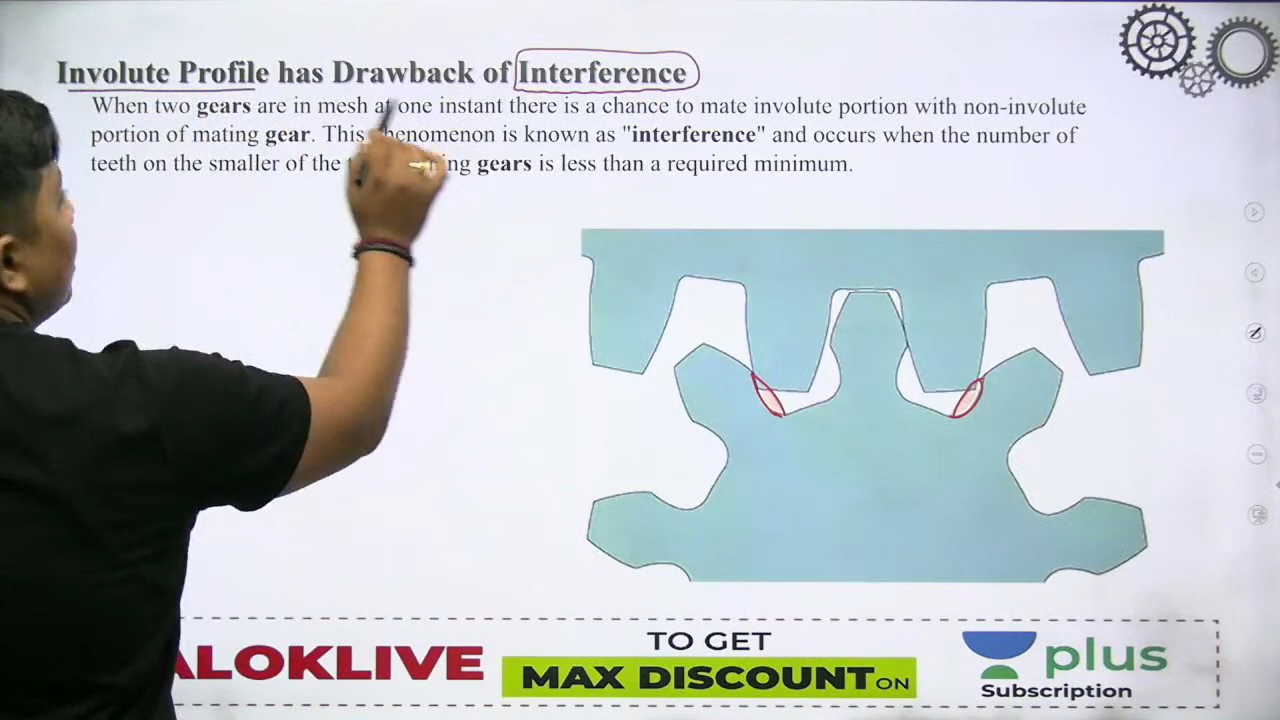 Involute Profile has Drawback of Interference
When two gears are in mesh at one instant there is a chance to mate involute portion with non-involute
portion of mating gear. This phenomenon is known as "interference" and occurs when the number of
teeth on the smaller of the gears is less than a required minimum.
ALOKLIVE
TO GET
MAX DISCOUNT ON
plus
Subscription